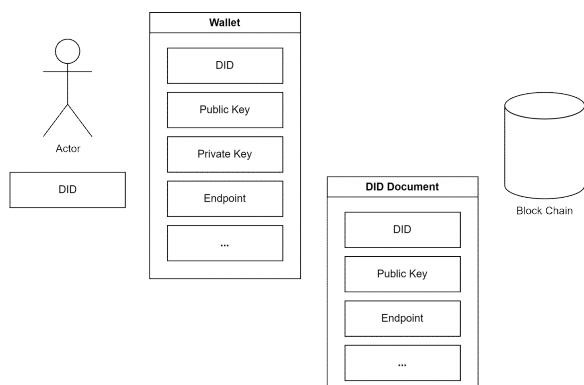 Wallet
DID
Public Key
Private Key
Endpoint
...
Actor
DID
DID Document
DID
Public Key
Endpoint
...
Block Chain